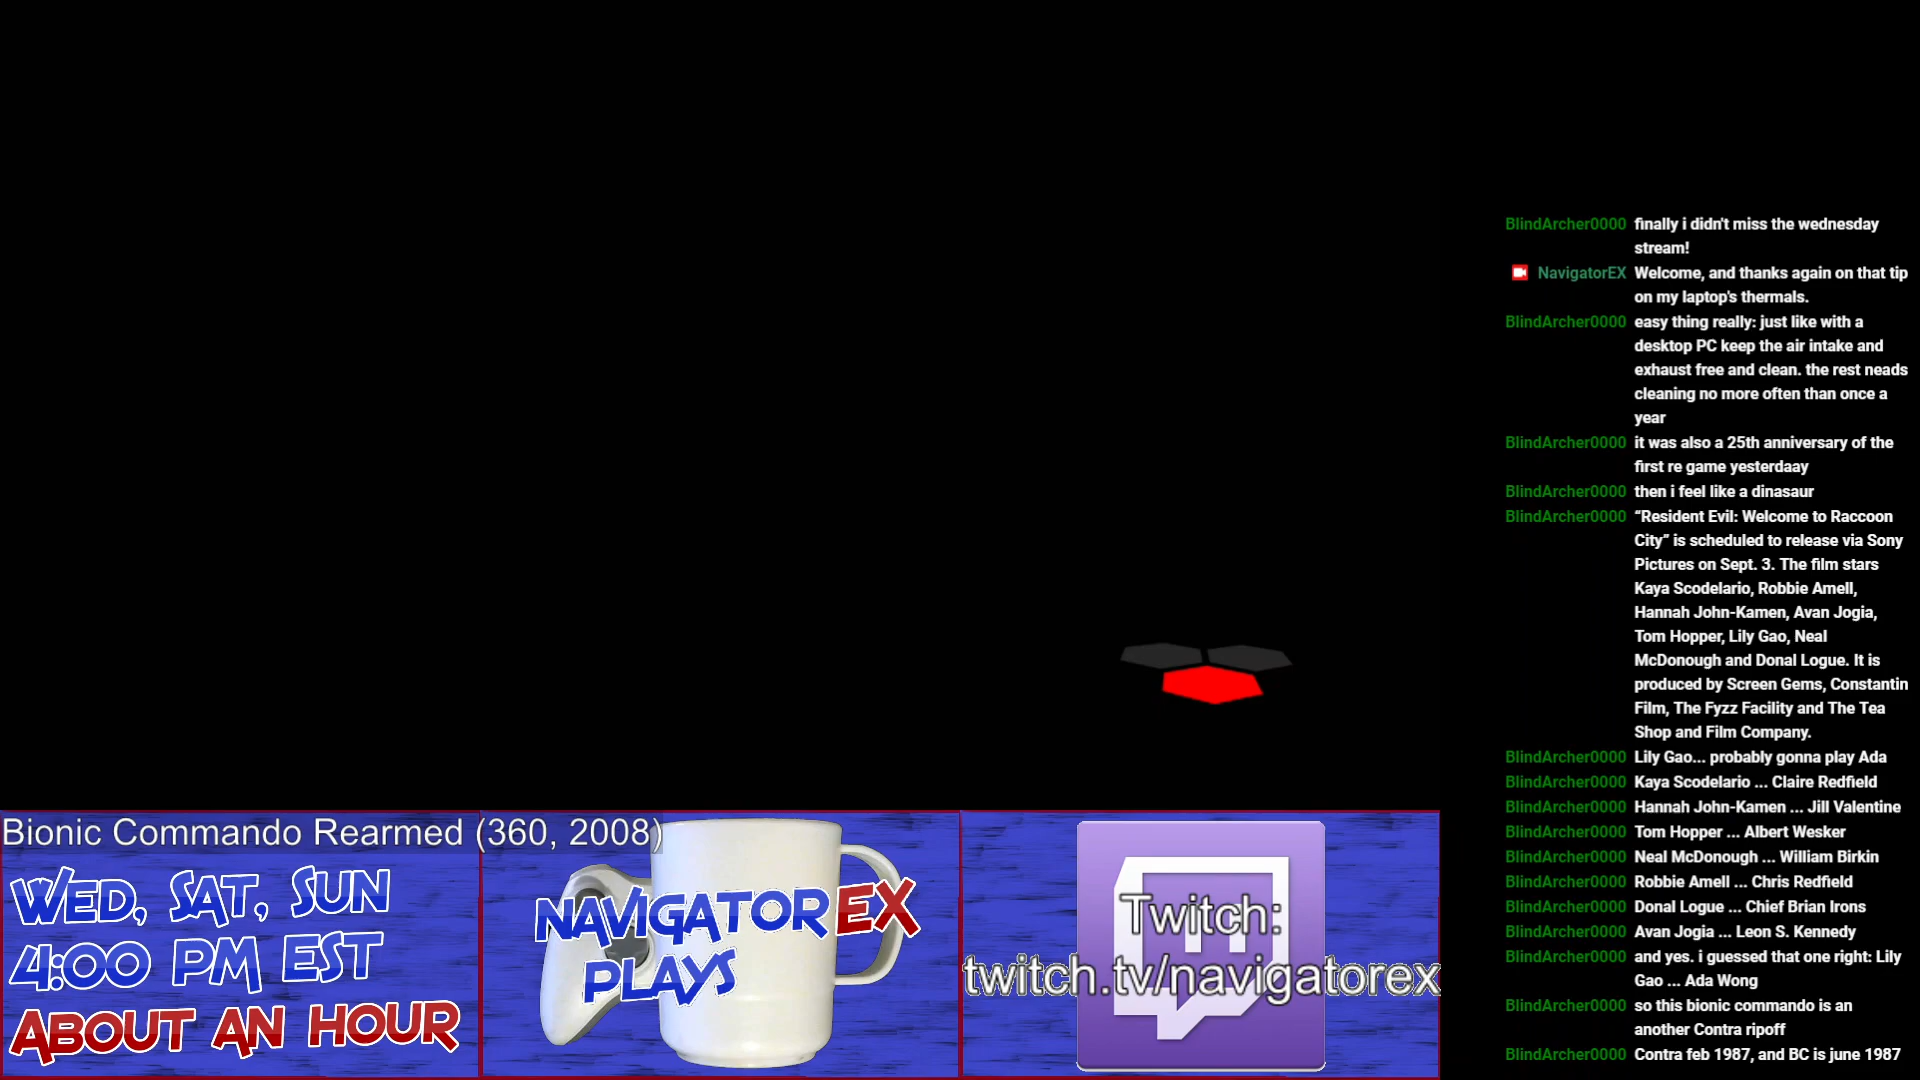 BlindArcher0000 finally i didn't miss the wednesday
stream!
NavigatorEX Welcome, and thanks again on that tip
on my laptop's thermals.
BlindArcher0000 easy thing really: just like with a
desktop PC keep the air intake and
exhaust free and clean. the rest neads
cleaning no more often than once a
year
BlindArcher0000 it was also a 25th anniversary of the
first re game yesterdaay
BlindArcher0000 then i feel like a dinasaur
BlindArcher0000 “Resident Evil: Welcome to Raccoon
City” is scheduled to release via Sony
Pictures on Sept. 3. The film stars
Kaya Scodelario, Robbie Amell,
Hannah John-Kamen, Avan Jogia,
Tom Hopper, Lily Gao, Neal
McDonough and Donal Logue. It is
produced by Screen Gems, Constantin
Film, The Fyzz Facility and The Tea
Shop and Film Company.
BlindArcher0000 Lily Gao... probably gonna play Ada
BlindArcher0000 Kaya Scodelario ... Claire Redfield
BlindArcher0000 Hannah John-Kamen ... Jill Valentine
BlindArcher0000 Tom Hopper ... Albert Wesker
BlindArcher0000 Neal McDonough ... William Birkin
BlindArcher0000 Robbie Amell ... Chris Redfield
BlindArcher0000 Donal Logue ... Chief Brian Irons
BlindArcher0000 Avan Jogia ... Leon S. Kennedy
BlindArcher0000 and yes. i guessed that one right: Lily
Gao ... Ada Wong
BlindArcher0000 so this bionic commando is an
another Contra ripoff
BlindArcher0000 Contra feb 1987, and BC is june 1987
Bionic Commando Rearmed (360, 2008)
WED, SAT, SUN
4:00 PM EST
ABOUT AN HOUR
NAVIGATOREX
PLAYS
Twitch:
twitch.tv/navigatorex